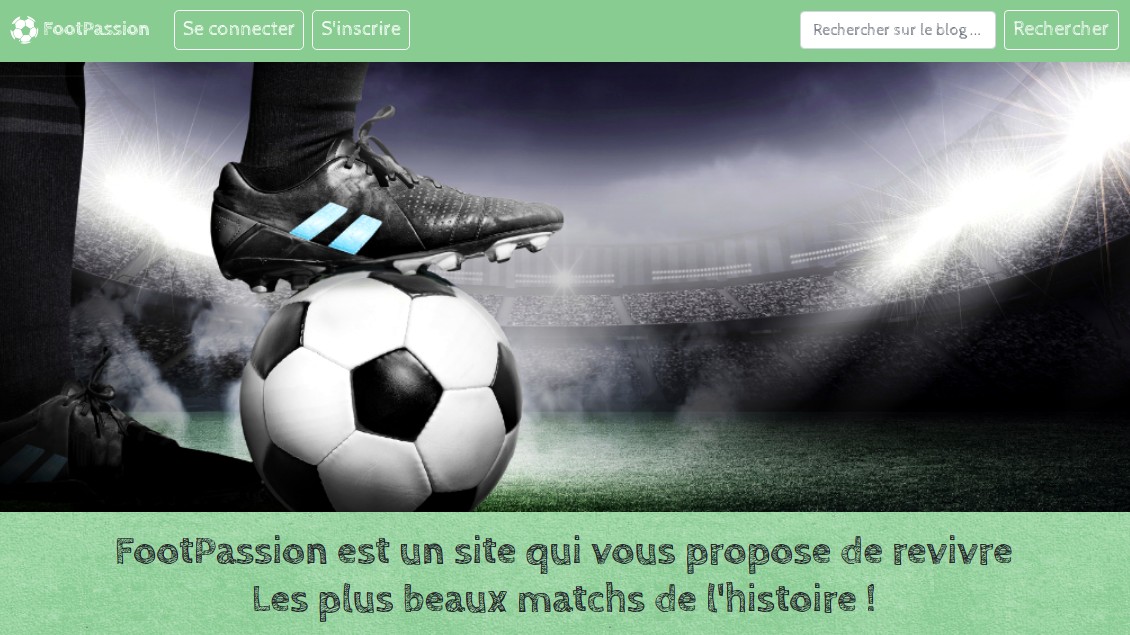 FootPassion
Se connecter
S'inscrire
Rechercher sur le blog ...
Rechercher
FootPassion est un site qui vous propose de revivre
Les plus beaux matchs de l'histoire !